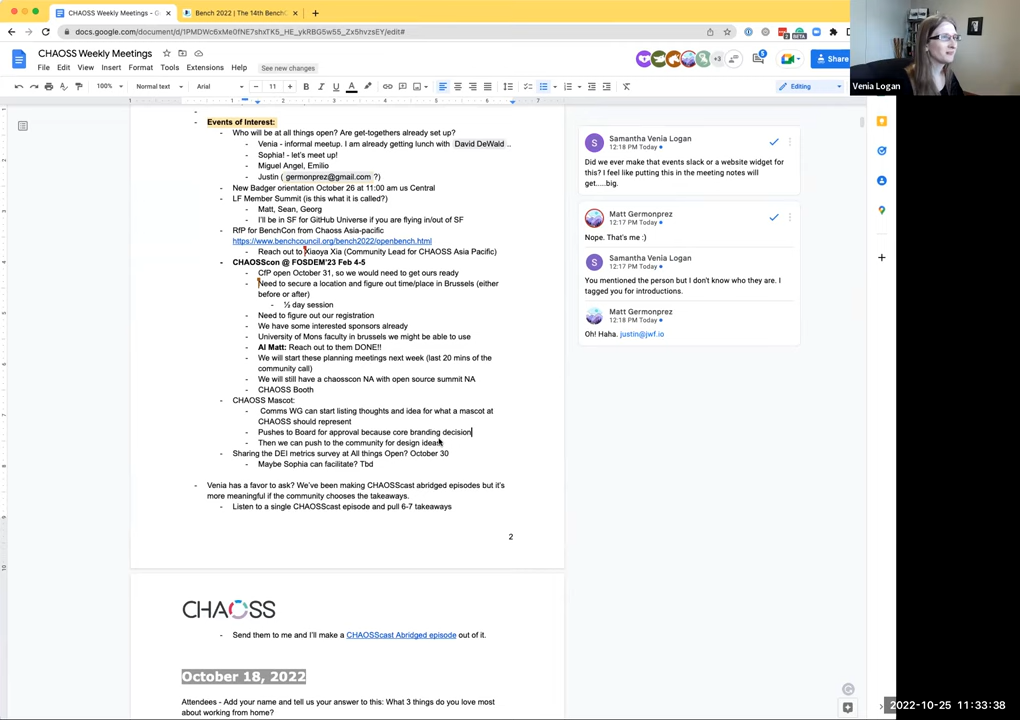 CHAOSS Weekly Meetings - G
Bench 2022 | The 14th Bench
docs.google.com/document/d/1PMDWc6xMe0fNE7shxTK5_HE_ykRBG5w55_Zx5hvzsEY/edit#
CHAOSS Weekly Meetings
File Edit View Insert Format Tools Extensions Help See new changes
+3
Share
100% Normal text Arial 11 B I U A Editing
Venia Logan
Events of Interest:
- Who will be at all things open? Are get-togethers already set up?
- Venia - informal meetup. I am already getting lunch with David DeWald ..
- Sophia! - let's meet up!
- Miguel Angel, Emilio
- Justin ( germonprez@gmail.com ?)
- New Badger orientation October 26 at 11:00 am us Central
- LF Member Summit (is this what it is called?)
- Matt, Sean, Georg
- I'll be in SF for GitHub Universe if you are flying in/out of SF
- RfP for BenchCon from Chaoss Asia-pacific
https://www.benchcouncil.org/bench2022/openbench.html
- Reach out to Xiaoya Xia (Community Lead for CHAOSS Asia Pacific)
- CHAOSScon @ FOSDEM'23 Feb 4-5
- CfP open October 31, so we would need to get ours ready
- Need to secure a location and figure out time/place in Brussels (either
before or after)
- ½ day session
- Need to figure out our registration
- We have some interested sponsors already
- University of Mons faculty in brussels we might be able to use
- AI Matt: Reach out to them DONE!!
- We will start these planning meetings next week (last 20 mins of the
community call)
- We will still have a chaosscon NA with open source summit NA
- CHAOSS Booth
- CHAOSS Mascot:
- Comms WG can start listing thoughts and idea for what a mascot at
CHAOSS should represent
- Pushes to Board for approval because core branding decision
- Then we can push to the community for design ideas
- Sharing the DEI metrics survey at All things Open? October 30
- Maybe Sophia can facilitate? Tbd
- Venia has a favor to ask? We've been making CHAOSScast abridged episodes but it's
more meaningful if the community chooses the takeaways.
- Listen to a single CHAOSScast episode and pull 6-7 takeaways
2
CHAOSS
- Send them to me and I'll make a CHAOSScast Abridged episode out of it.
October 18, 2022
Attendees - Add your name and tell us your answer to this: What 3 things do you love most
about working from home?
S
Samantha Venia Logan
12:18 PM Today
Did we ever make that events slack or a website widget for
this? I feel like putting this in the meeting notes will
get.....big.
Matt Germonprez
12:17 PM Today
Nope. That's me :)
S
Samantha Venia Logan
12:17 PM Today
You mentioned the person but I don't know who they are. I
tagged you for introductions.
Matt Germonprez
12:18 PM Today
Oh! Haha. justin@jwf.io
2022-10-25 11:33:38